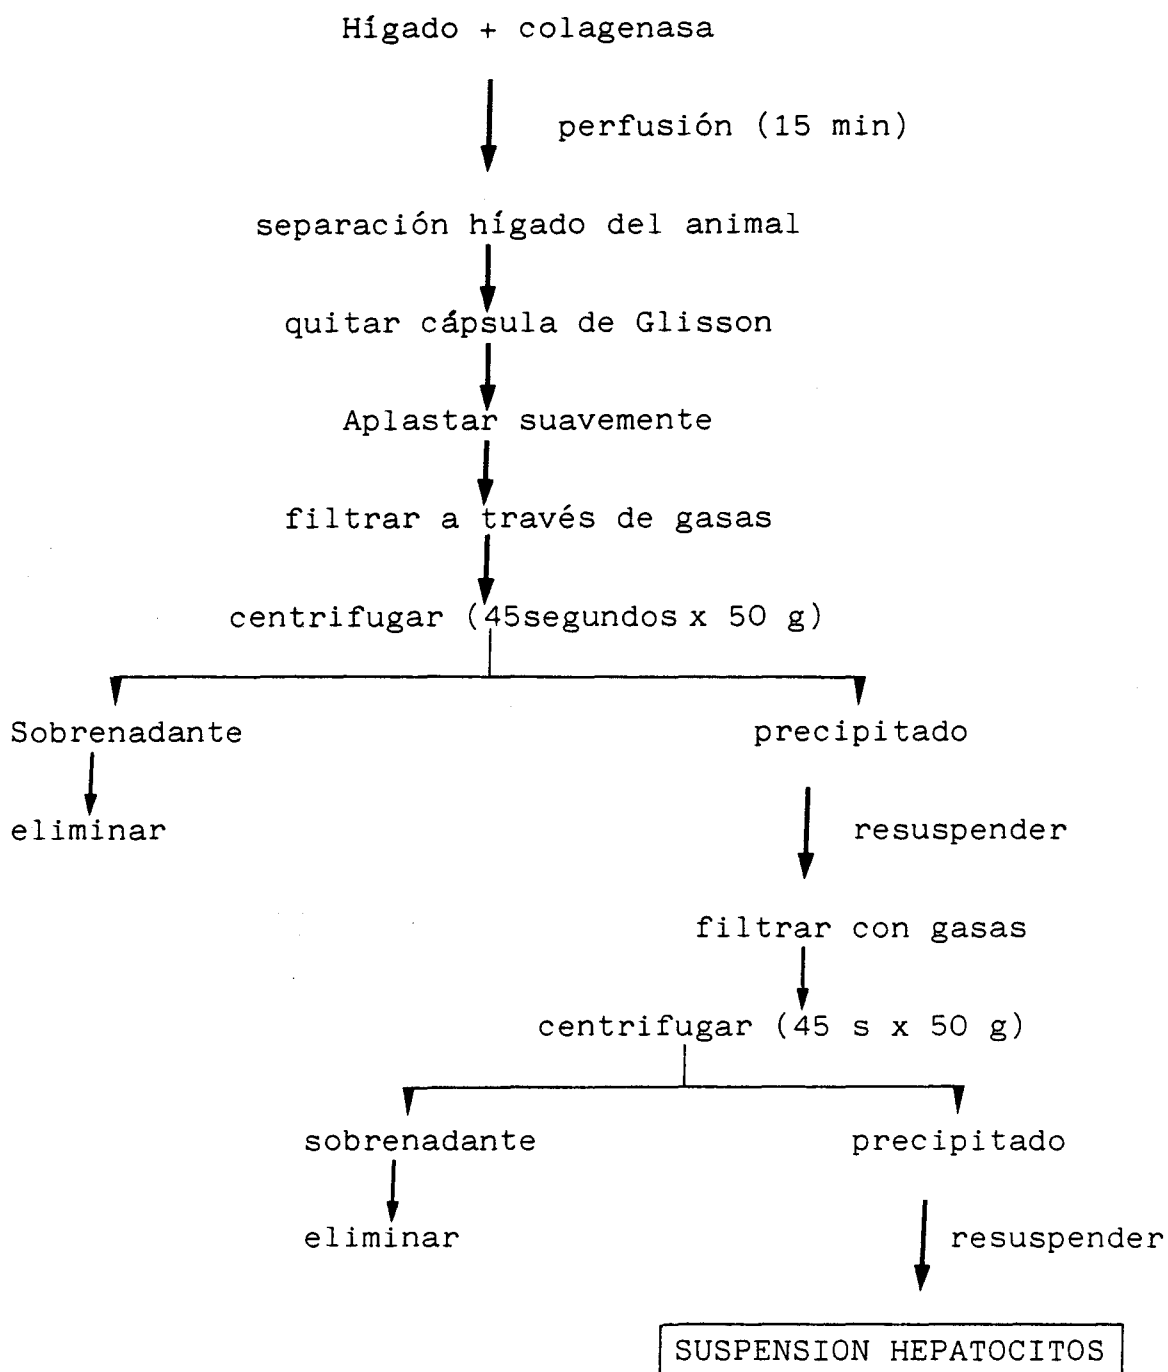 Hígado + colagenasa
perfusión (15 min)
separación hígado del animal
quitar cápsula de Glisson
Aplastar suavemente
filtrar a través de gasas
centrifugar (45segundos x 50 g)
Sobrenadante
precipitado
eliminar
resuspender
filtrar con gasas
centrifugar (45 s x 50 g)
sobrenadante
precipitado
eliminar
resuspender
SUSPENSION HEPATOCITOS